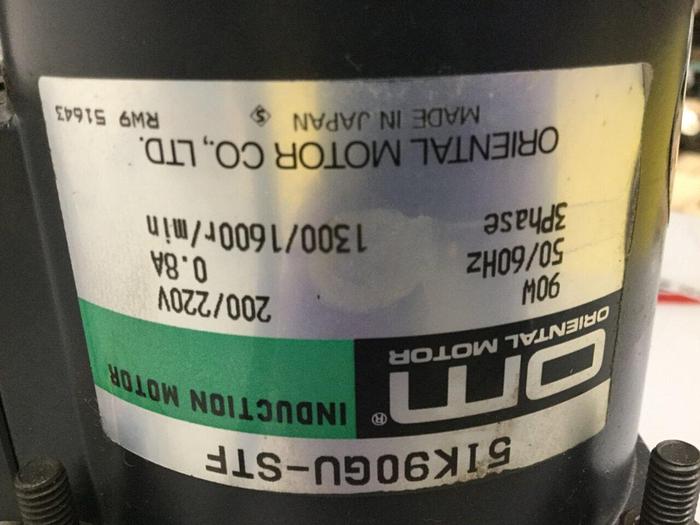 5IK90GU-STF
OM®
ORIENTAL MOTOR
INDUCTION MOTOR
90W 200/220V
50/60Hz 0.8A
3Phase 1300/1600r/min
ORIENTAL MOTOR CO., LTD.
MADE IN JAPAN S RW9 51643